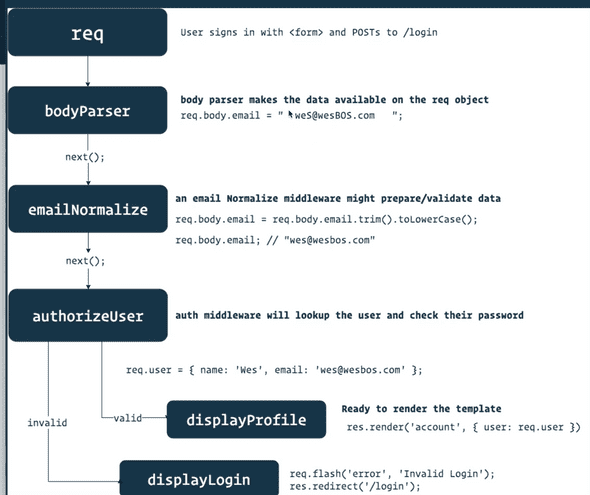 req
User signs in with <form> and POSTs to /login
bodyParser
body parser makes the data available on the req object
req.body.email = "  weS@wesBOS.com   ";
next();
emailNormalize
an email Normalize middleware might prepare/validate data
req.body.email = req.body.email.trim().toLowerCase();
req.body.email; // "wes@wesbos.com"
next();
authorizeUser
auth middleware will lookup the user and check their password
req.user = { name: 'Wes', email: 'wes@wesbos.com' };
invalid
valid
displayProfile
Ready to render the template
res.render('account', { user: req.user })
displayLogin
req.flash('error', 'Invalid Login');
res.redirect('/login');